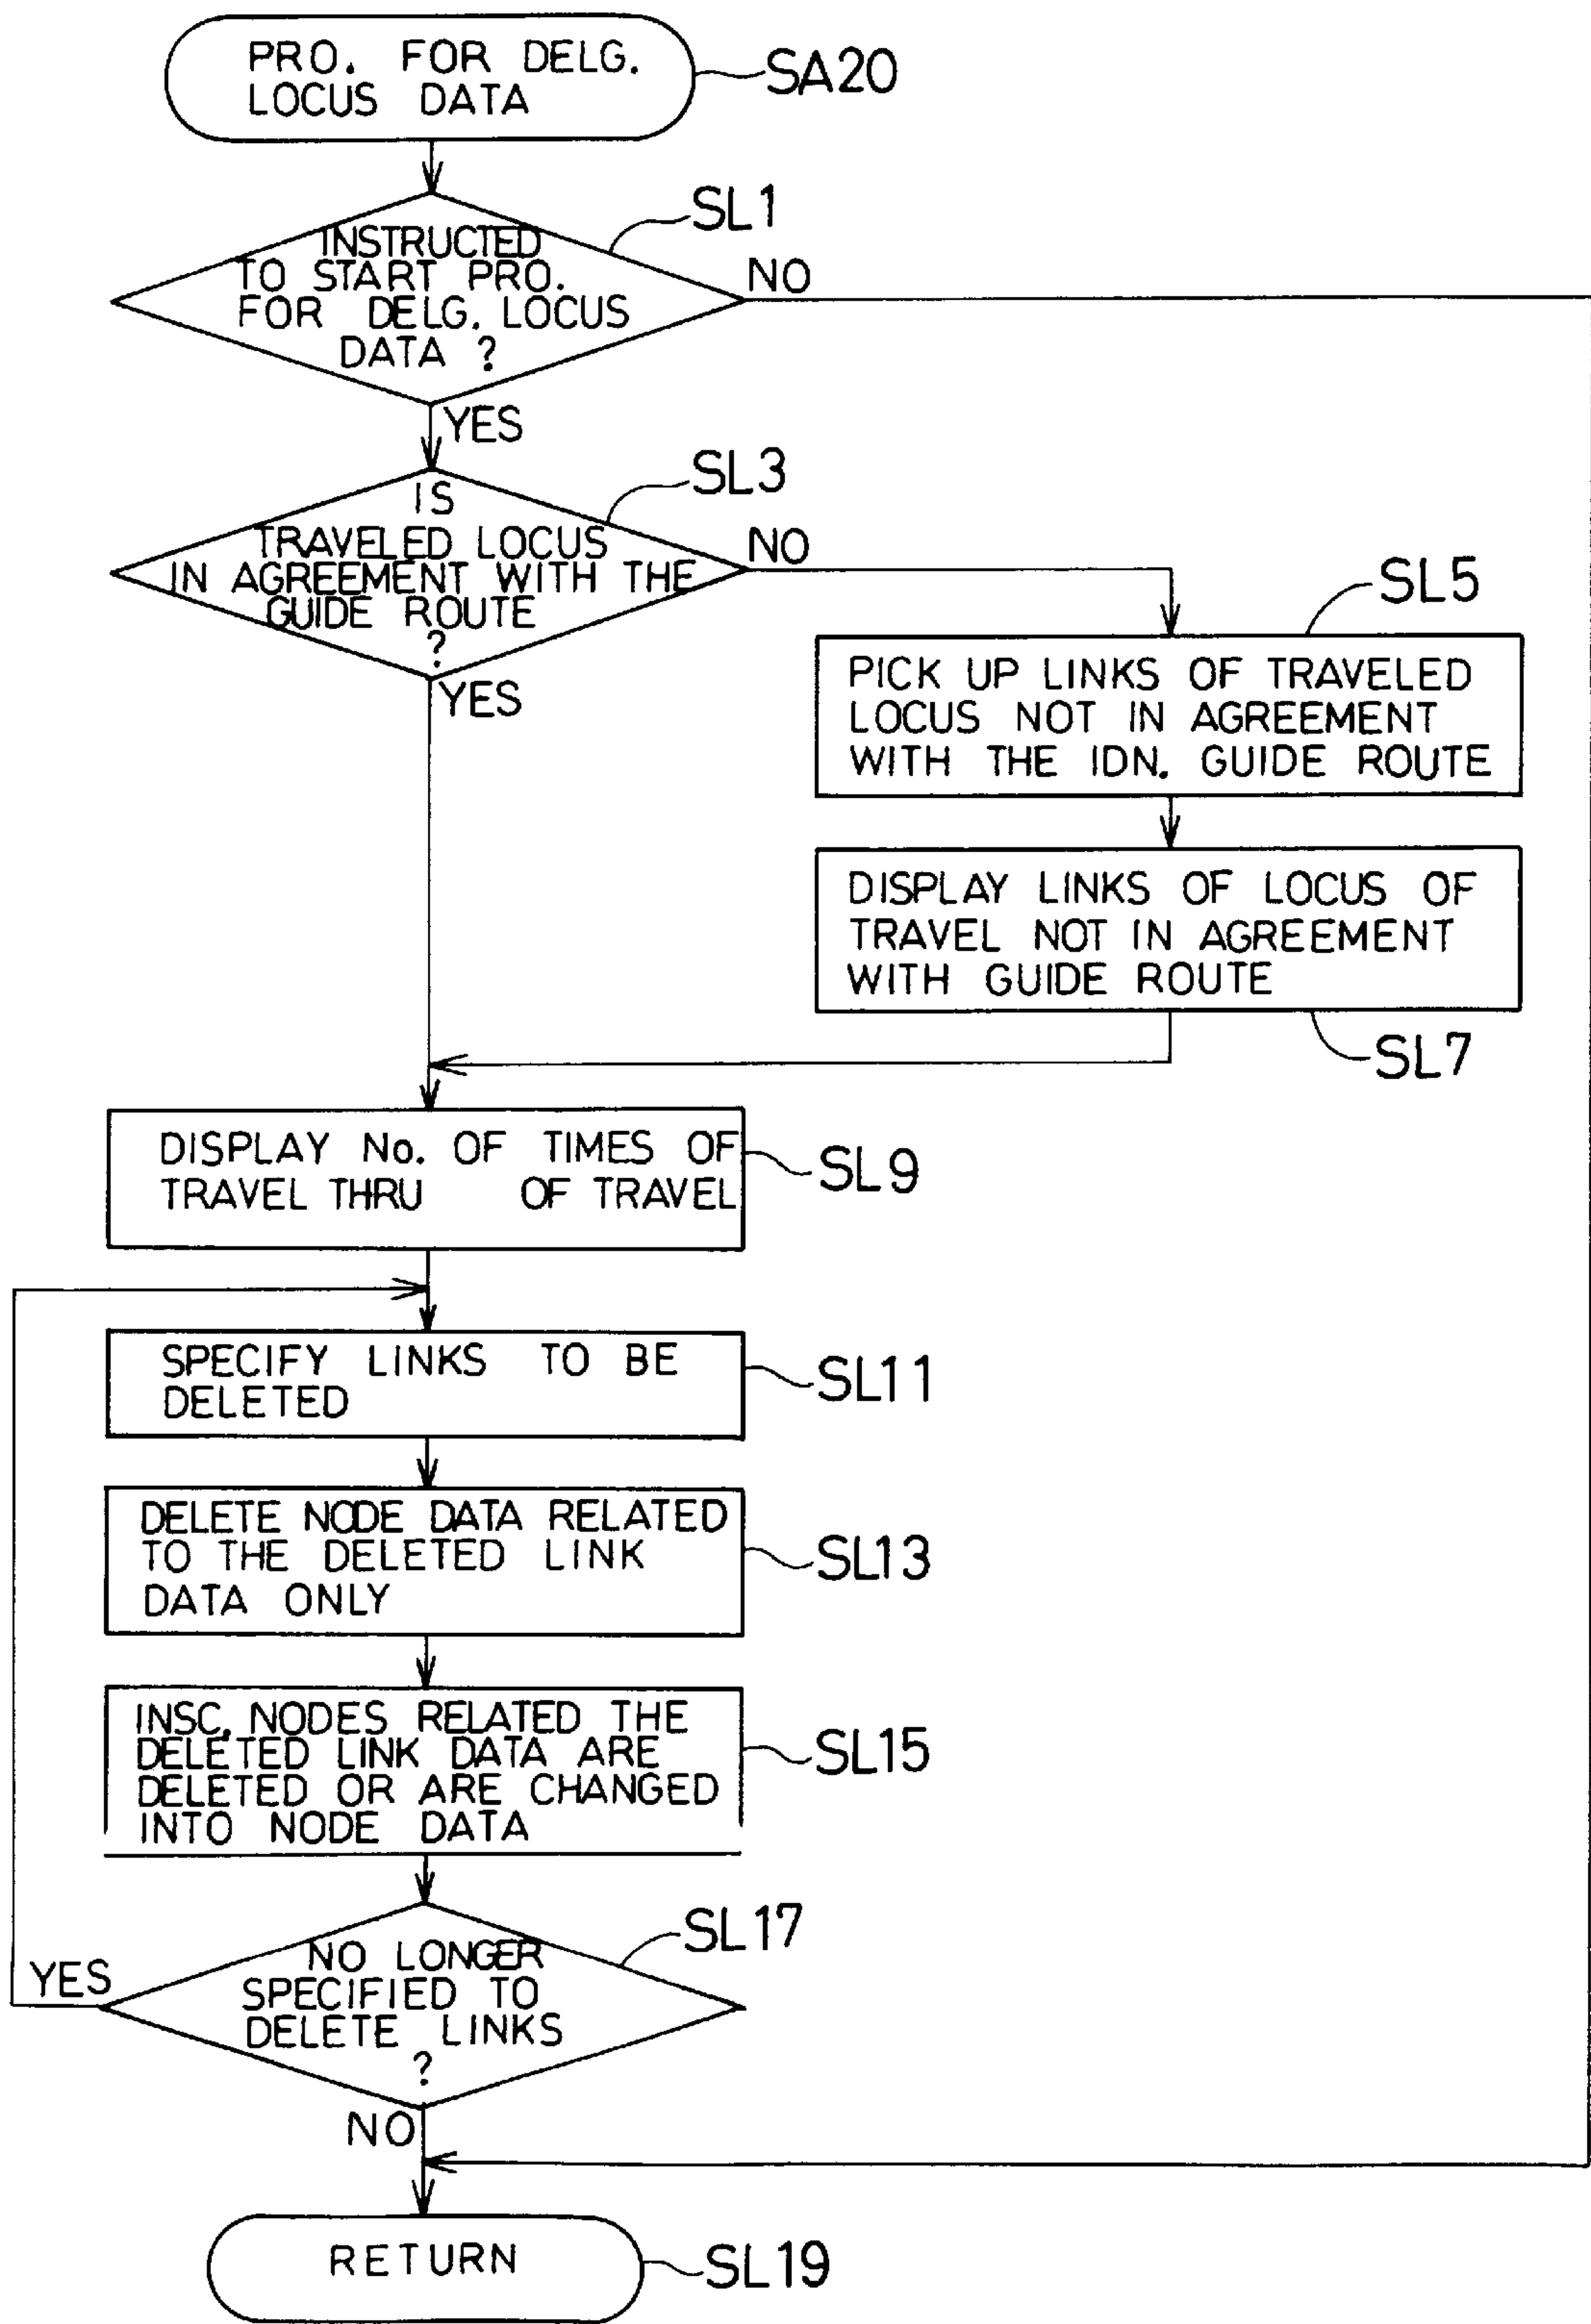 PRO. FOR DELG.
LOCUS DATA
SA20
SL1
INSTRUCTED
TO START PRO.
FOR DELG. LOCUS
DATA ?
NO
YES
SL3
IS
TRAVELED LOCUS
IN AGREEMENT WITH THE
GUIDE ROUTE
?
NO
YES
SL5
PICK UP LINKS OF TRAVELED
LOCUS NOT IN AGREEMENT
WITH THE IDN. GUIDE ROUTE
DISPLAY LINKS OF LOCUS OF
TRAVEL NOT IN AGREEMENT
WITH GUIDE ROUTE
SL7
DISPLAY No. OF TIMES OF
TRAVEL THRU OF TRAVEL
SL9
SPECIFY LINKS TO BE
DELETED
SL11
DELETE NODE DATA RELATED
TO THE DELETED LINK
DATA ONLY
SL13
INSC. NODES RELATED THE
DELETED LINK DATA ARE
DELETED OR ARE CHANGED
INTO NODE DATA
SL15
SL17
NO LONGER
SPECIFIED TO
DELETE LINKS
?
YES
NO
RETURN
SL19